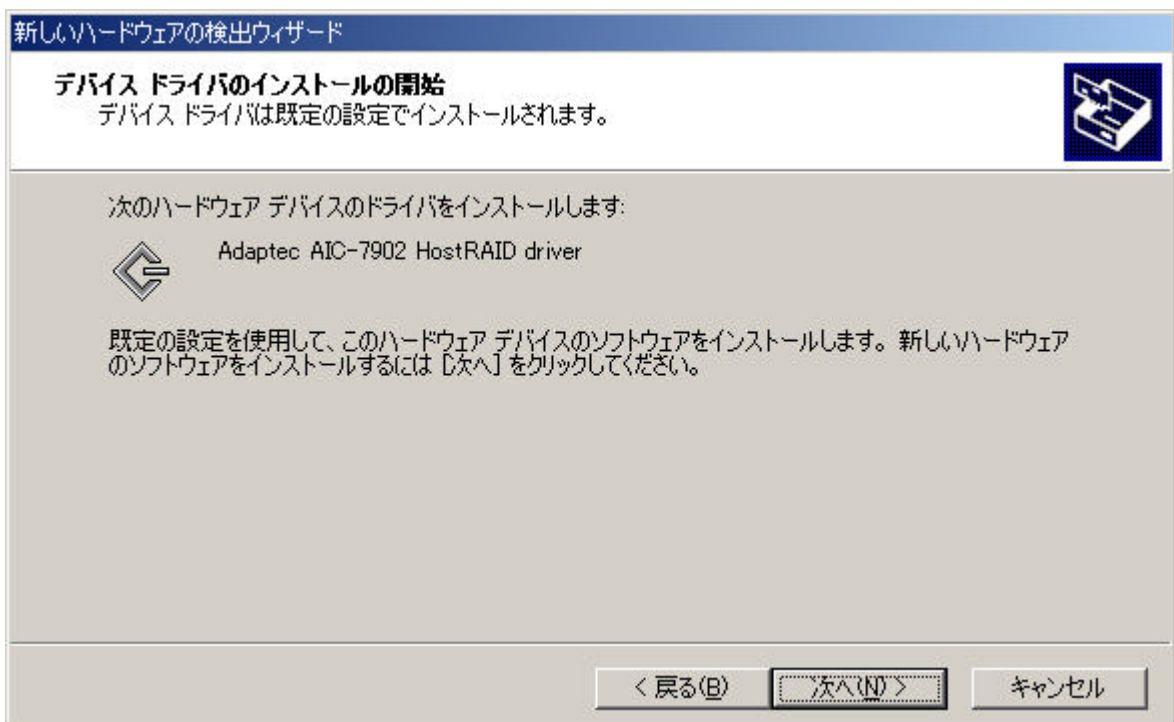 新しいハードウェアの検出ウィザード
デバイス ドライバのインストールの開始
デバイス ドライバは既定の設定でインストールされます。
次のハードウェア デバイスのドライバをインストールします:
Adaptec AIC-7902 HostRAID driver
既定の設定を使用して、このハードウェア デバイスのソフトウェアをインストールします。新しいハードウェア
のソフトウェアをインストールするには [次へ] をクリックしてください。
< 戻る(B)
次へ(N) >
キャンセル